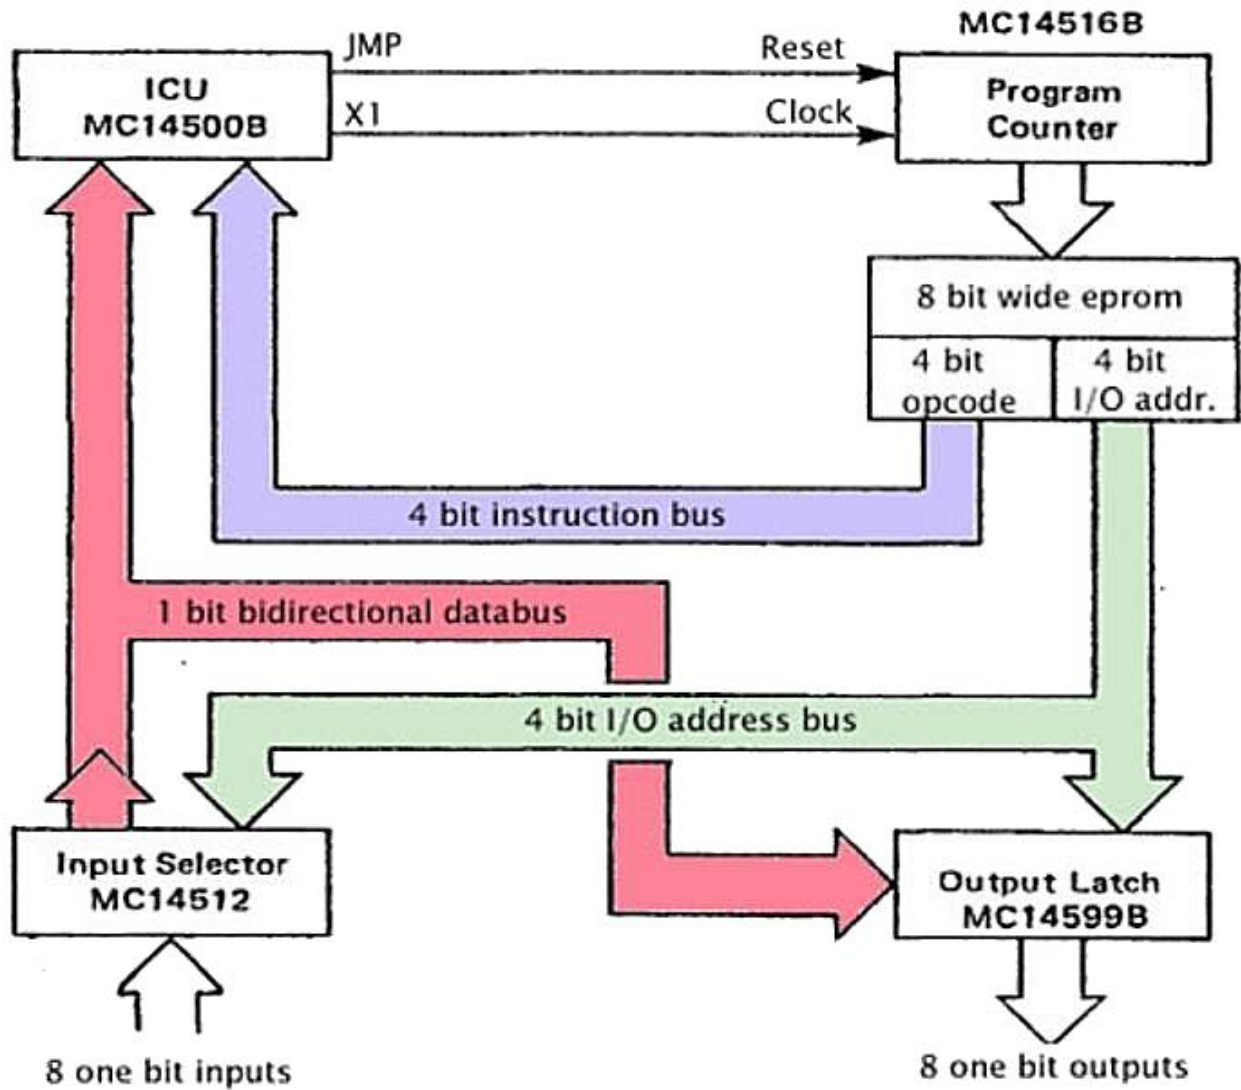 MC14516B
JMP
Reset
ICU
MC14500B
X1
Clock
Program
Counter
8 bit wide eprom
4 bit
opcode
4 bit
I/O addr.
4 bit instruction bus
1 bit bidirectional databus
4 bit I/O address bus
Input Selector
MC14512
Output Latch
MC14599B
8 one bit inputs
8 one bit outputs